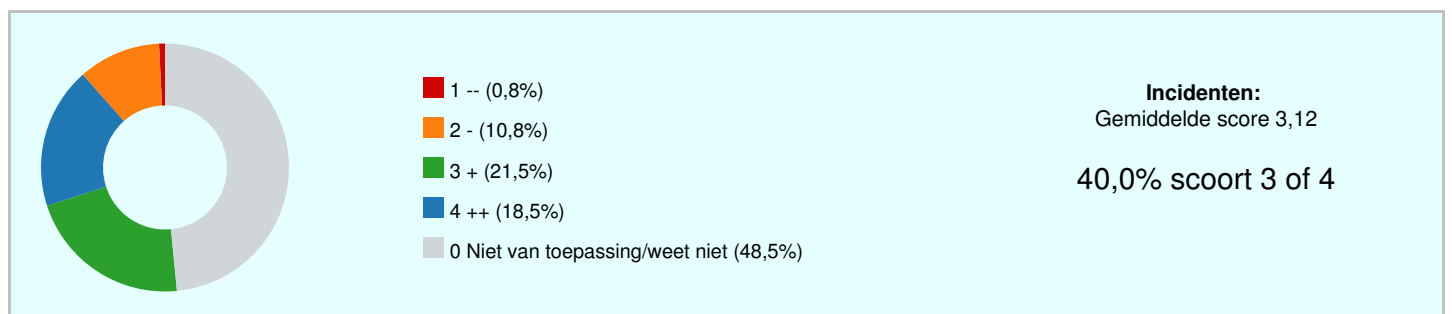 1 -- (0,8%)
2 - (10,8%)
3 + (21,5%)
4 ++ (18,5%)
0 Niet van toepassing/weet niet (48,5%)
Incidenten:
Gemiddelde score 3,12
40,0% scoort 3 of 4